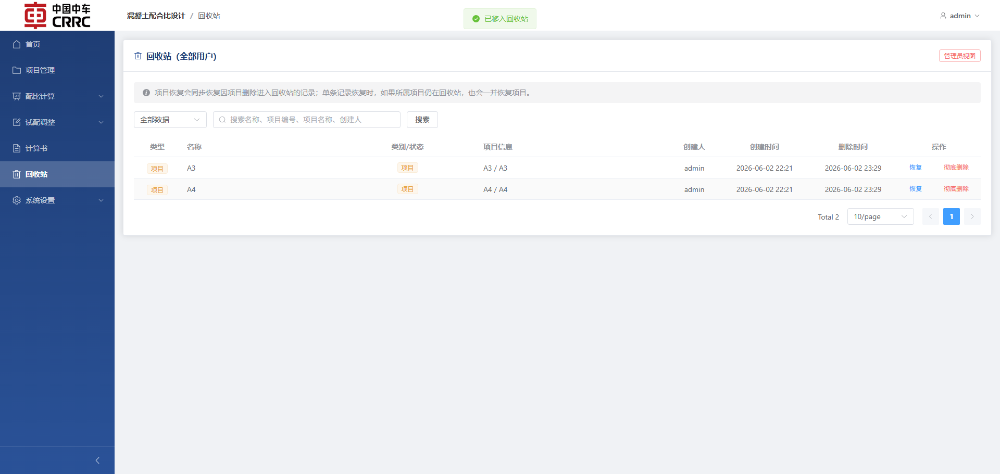 中国中车
CRRC
混凝土配合比设计 / 回收站
已移入回收站
admin
首页
项目管理
配比计算
试配调整
计算书
回收站
系统设置
回收站（全部用户）
管理员视图
项目恢复会同步恢复因项目删除进入回收站的记录；单条记录恢复时，如果所属项目仍在回收站，也会一并恢复项目。
全部数据
搜索名称、项目编号、项目名称、创建人
搜索
类型 名称 类别/状态 项目信息 创建人 创建时间 删除时间 操作
项目 A3 项目 A3 / A3 admin 2026-06-02 22:21 2026-06-02 23:29 恢复 彻底删除
项目 A4 项目 A4 / A4 admin 2026-06-02 22:21 2026-06-02 23:29 恢复 彻底删除
Total 2 10/page 1